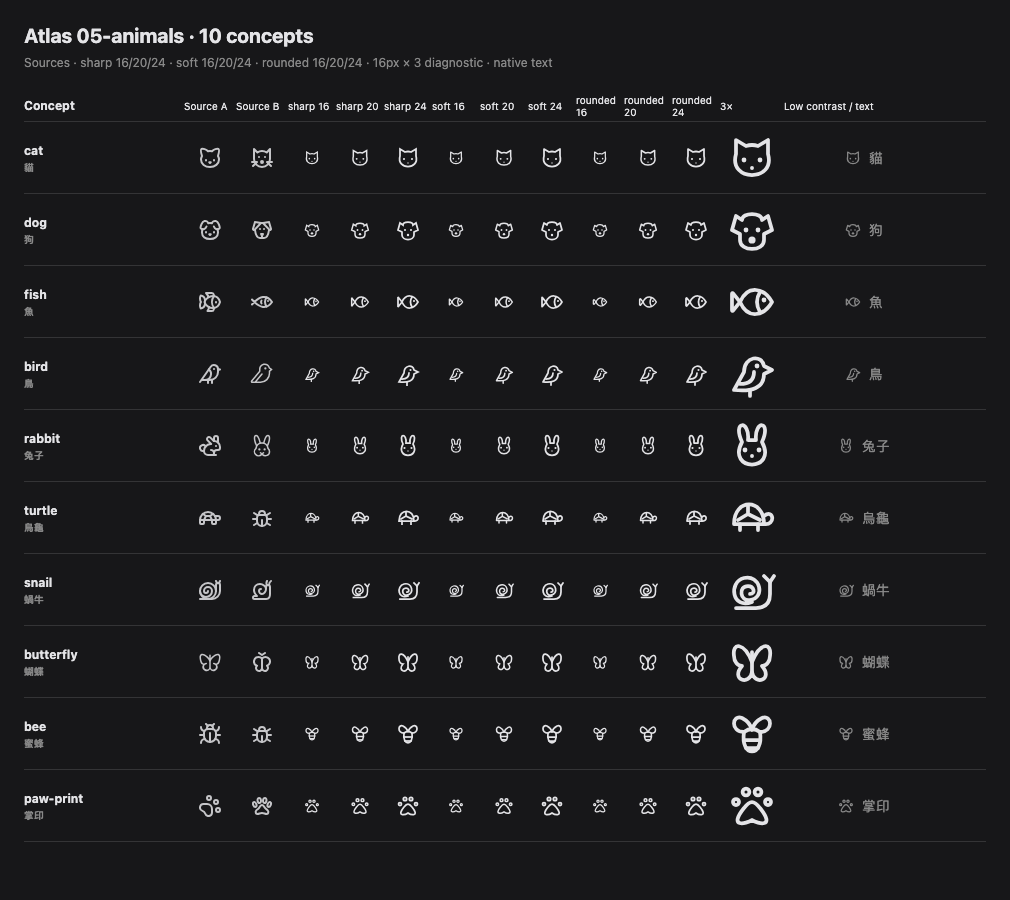 Atlas 05-animals · 10 concepts
Sources · sharp 16/20/24 · soft 16/20/24 · rounded 16/20/24 · 16px × 3 diagnostic · native text
Concept Source A Source B sharp 16 sharp 20 sharp 24 soft 16 soft 20 soft 24 rounded 16 rounded 20 rounded 24 3× Low contrast / text
cat
貓
貓
dog
狗
狗
fish
魚
魚
bird
鳥
鳥
rabbit
兔子
兔子
turtle
烏龜
烏龜
snail
蝸牛
蝸牛
butterfly
蝴蝶
蝴蝶
bee
蜜蜂
蜜蜂
paw-print
掌印
掌印